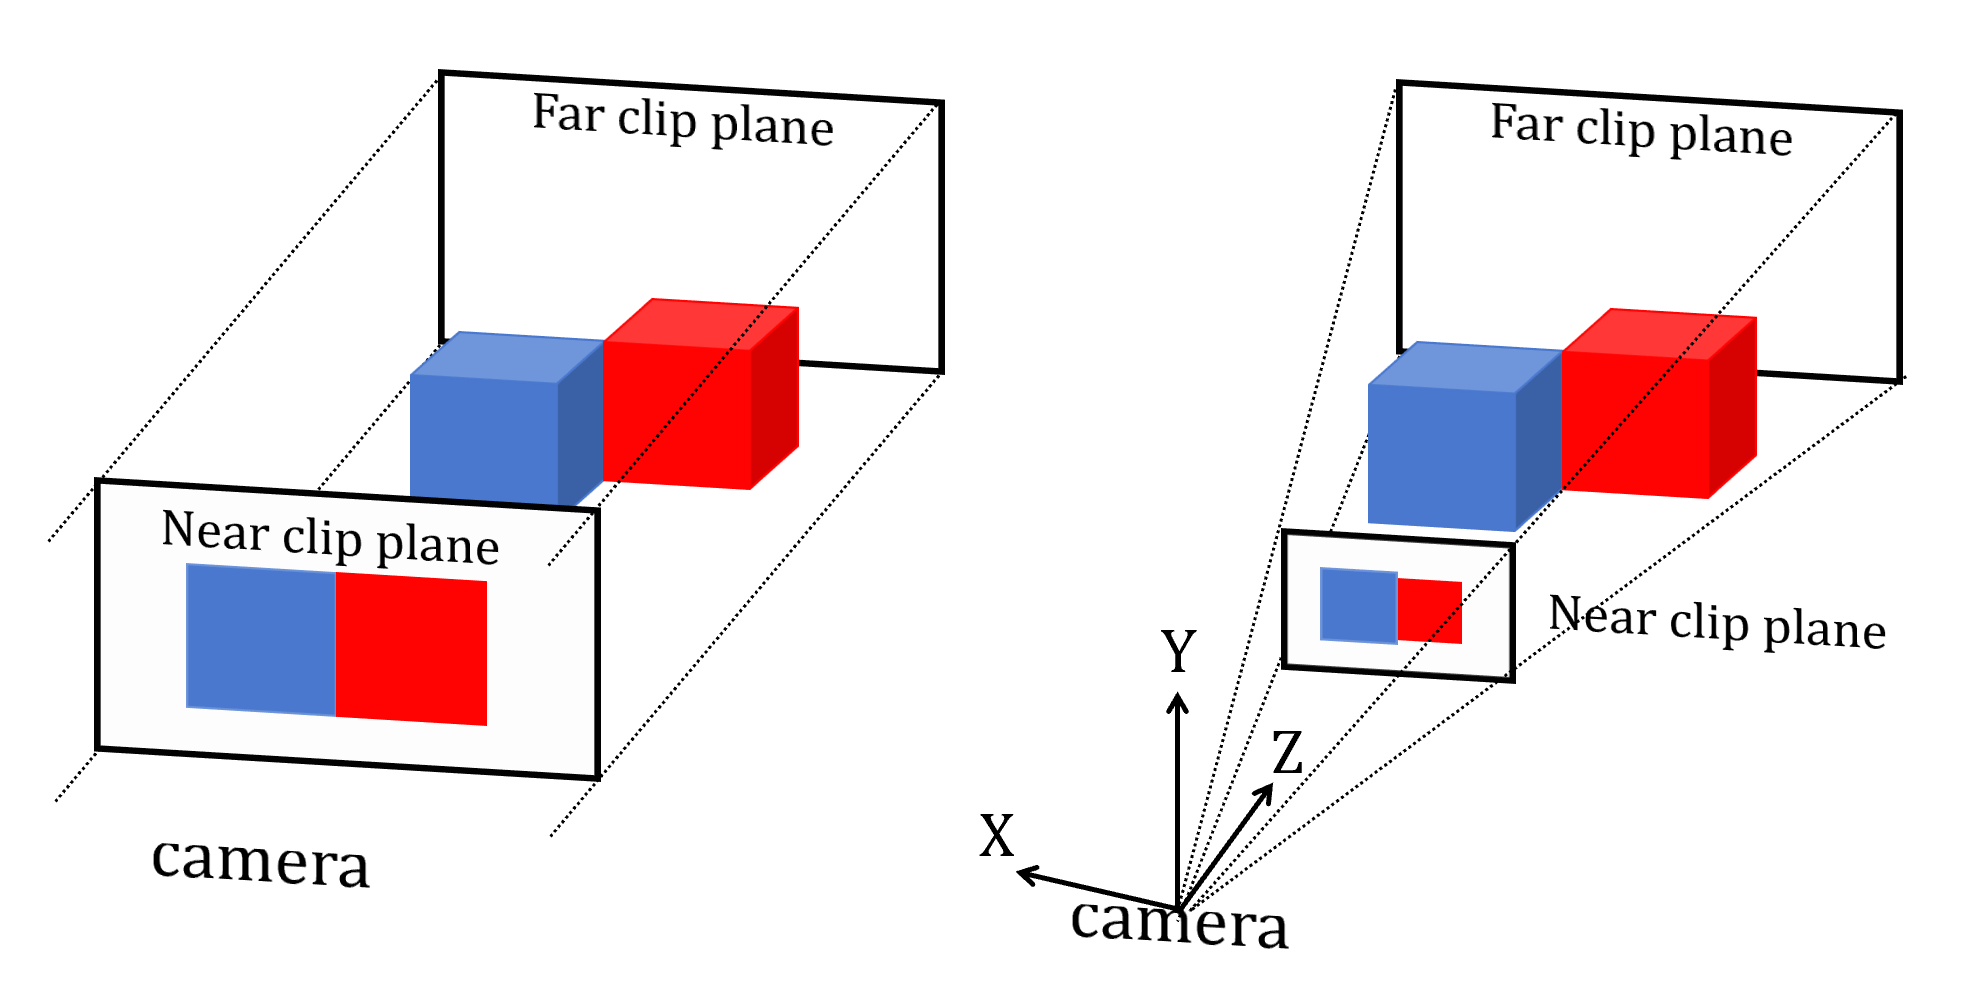 Far clip plane
Near clip plane
camera
Far clip plane
Near clip plane
Y
Z
X
camera